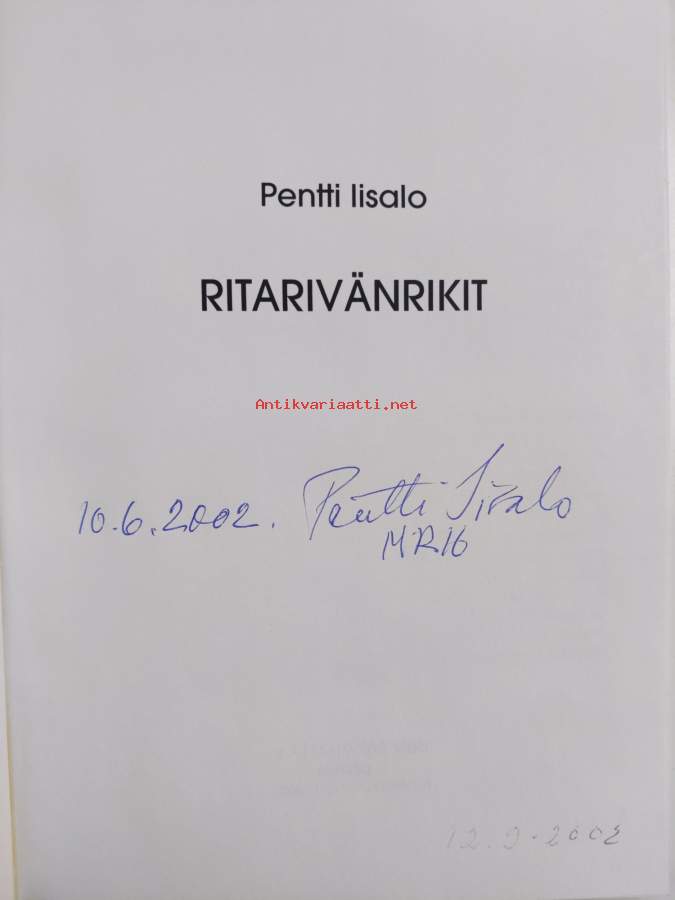 Pentti Iisalo
RITARIVÄNRIKIT
Antikvariaatti.net
10.6.2002. Pentti Iisalo
MR16
12.9.2002